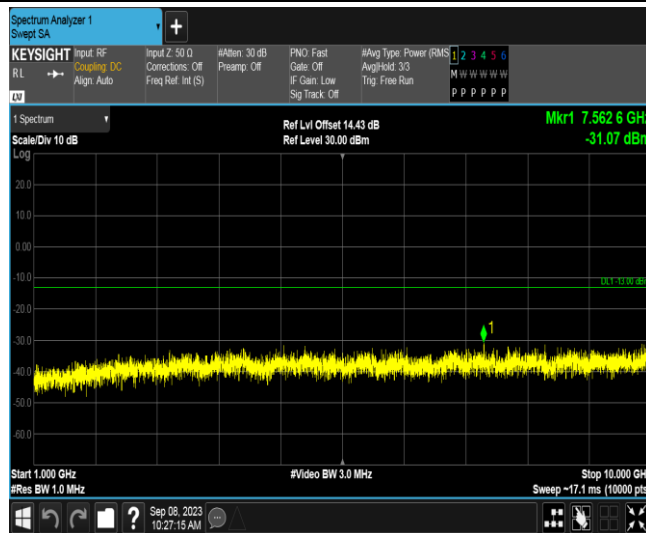 Spectrum Analyzer 1
Swept SA
+
KEYSIGHT
RL
LXI
Input: RF
Coupling: DC
Align: Auto
Input Z: 50 Ω
Corrections: Off
Freq Ref: Int (S)
#Atten: 30 dB
Preamp: Off
PNO: Fast
Gate: Off
IF Gain: Low
Sig Track: Off
#Avg Type: Power (RMS
Avg|Hold: 3/3
Trig: Free Run
1 2 3 4 5 6
M W W W W W
P P P P P P
1 Spectrum
Scale/Div 10 dB
Log
Ref Lvl Offset 14.43 dB
Ref Level 30.00 dBm
Mkr1 7.562 6 GHz
-31.07 dBm
20.0
10.0
0.00
-10.0
DL1 -13.00 dBm
-20.0
-30.0
1
-40.0
-50.0
-60.0
Start 1.000 GHz
#Res BW 1.0 MHz
#Video BW 3.0 MHz
Stop 10.000 GHz
Sweep ~17.1 ms (10000 pts
?
Sep 08, 2023
10:27:15 AM